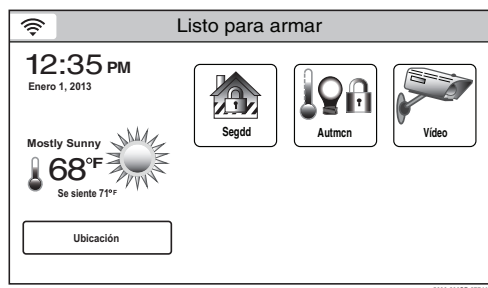 Listo para armar
12:35 PM
Enero 1, 2013
Mostly Sunny
68°F
Se siente 71°F
Ubicación
Segdd
Autmcn
Vídeo